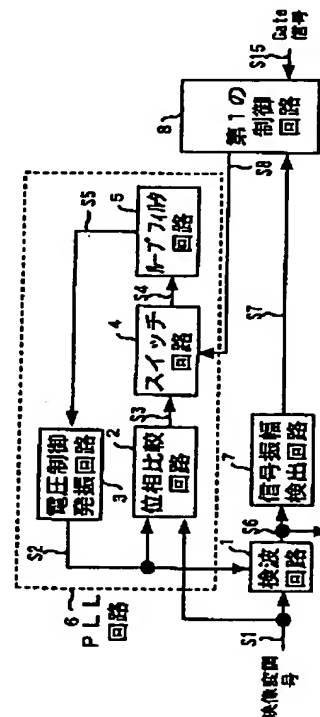 6
PLL
回路
電圧制御
発振回路
3
S2
S5
位相比較
回路
2
S3
スイッチ
回路
4
S4
ループフィルタ
回路
5
第1の
制御
回路
8
S8
S15
Gate
信号
映像変調
号
S1
検波
回路
1
S6
信号振幅
検出回路
7
S7